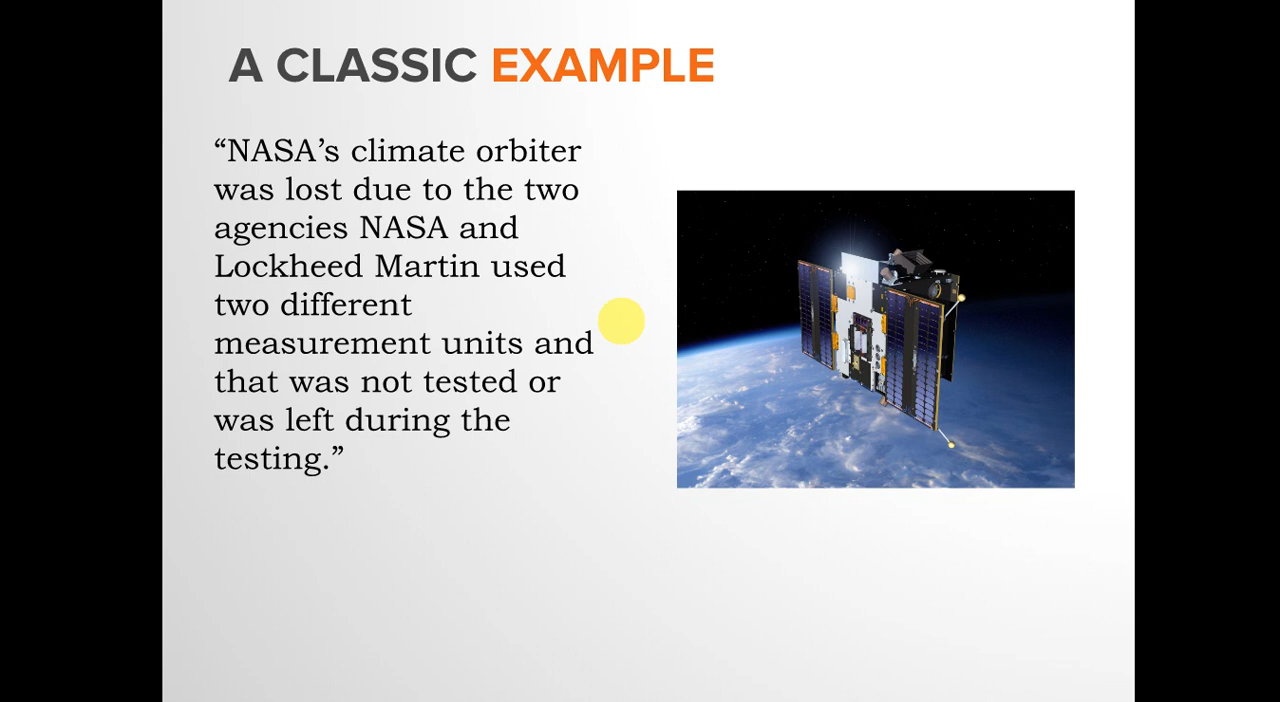 A CLASSIC EXAMPLE
“NASA’s climate orbiter
was lost due to the two
agencies NASA and
Lockheed Martin used
two different
measurement units and
that was not tested or
was left during the
testing.”